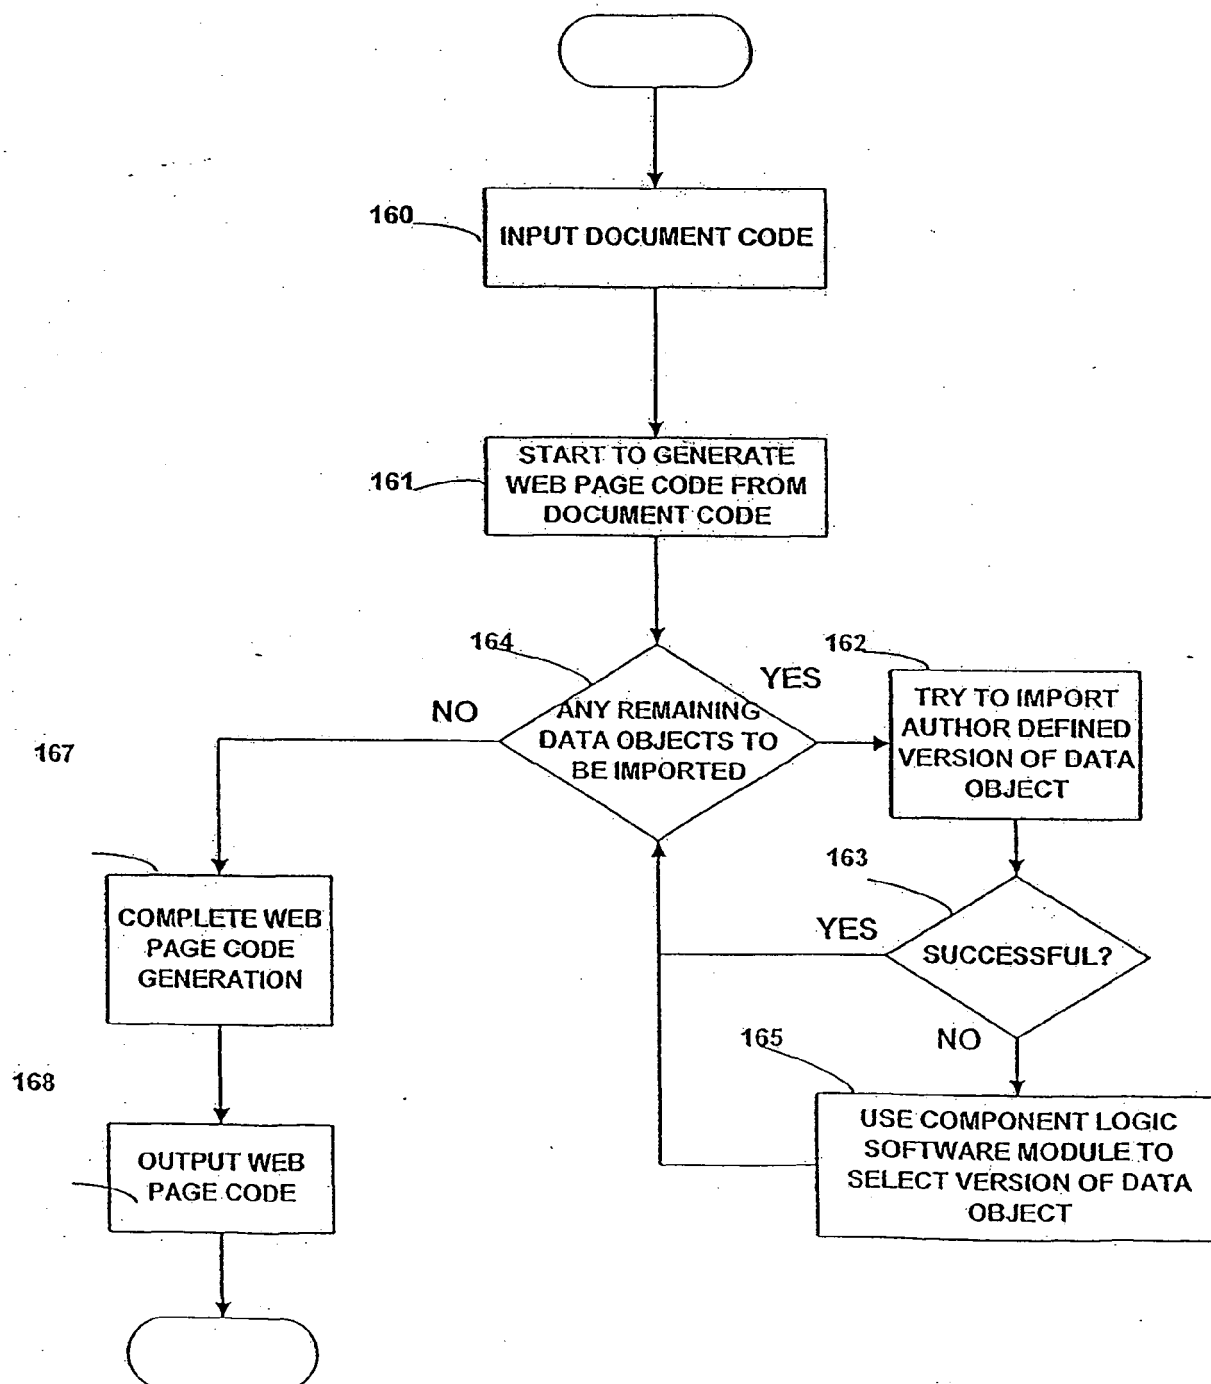 160
INPUT DOCUMENT CODE
161
START TO GENERATE
WEB PAGE CODE FROM
DOCUMENT CODE
164
NO
YES
ANY REMAINING
DATA OBJECTS TO
BE IMPORTED
162
TRY TO IMPORT
AUTHOR DEFINED
VERSION OF DATA
OBJECT
163
YES
SUCCESSFUL?
NO
165
USE COMPONENT LOGIC
SOFTWARE MODULE TO
SELECT VERSION OF DATA
OBJECT
167
COMPLETE WEB
PAGE CODE
GENERATION
168
OUTPUT WEB
PAGE CODE